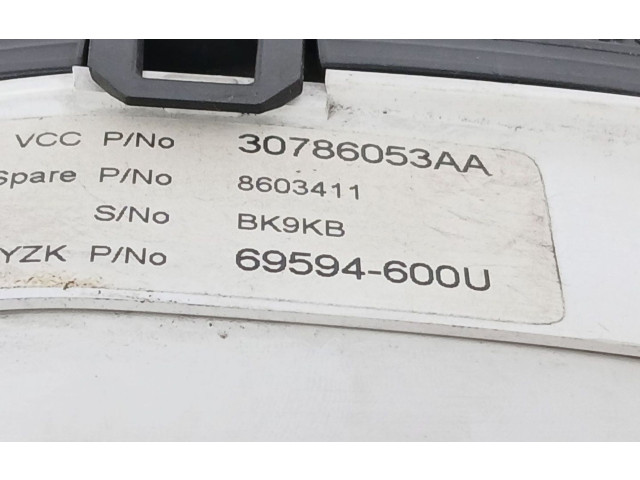 VCC P/No 30786053AA
Spare P/No 8603411
S/No BK9KB
YZK P/No 69594-600U